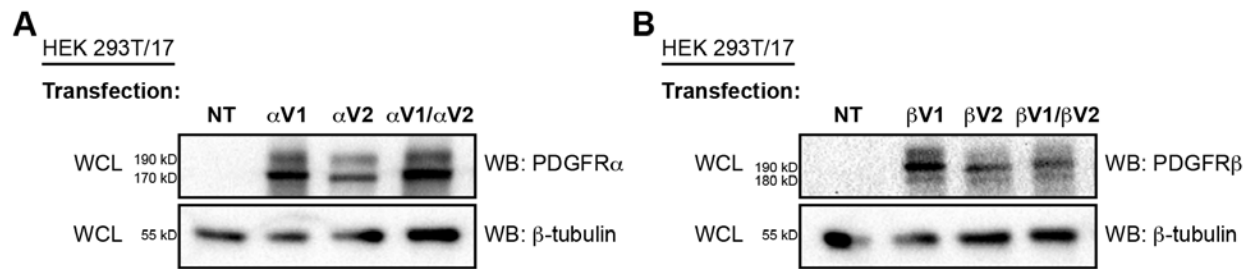 A
HEK 293T/17
Transfection:
NT αV1 αV2 αV1/αV2
WCL 190 kD 170 kD WB: PDGFRα
WCL 55 kD WB: β-tubulin
B
HEK 293T/17
Transfection:
NT βV1 βV2 βV1/βV2
WCL 190 kD 180 kD WB: PDGFRβ
WCL 55 kD WB: β-tubulin